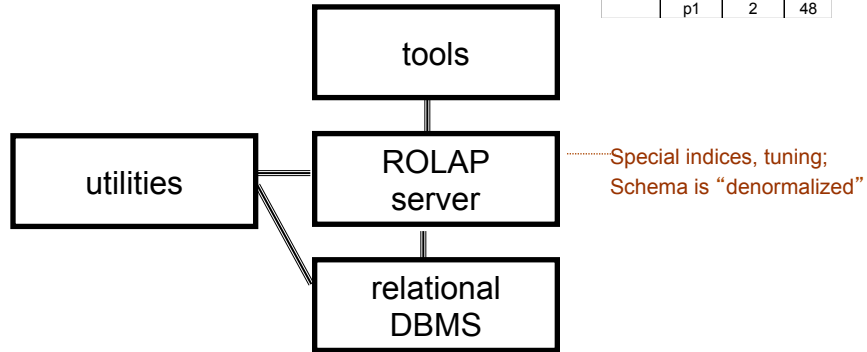 p1 2 48
tools
utilities
ROLAP
server
Special indices, tuning;
Schema is “denormalized”
relational
DBMS